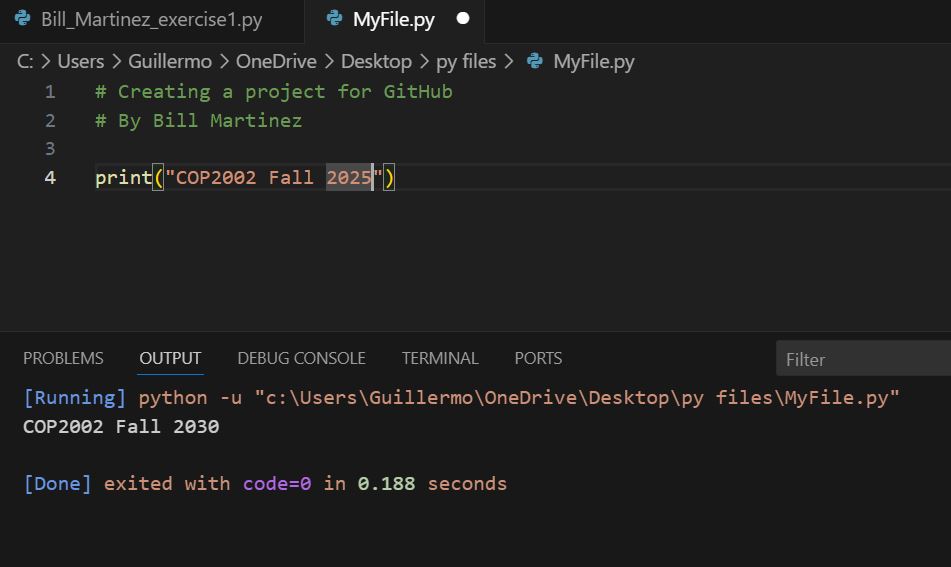 Bill_Martinez_exercise1.py MyFile.py
C: > Users > Guillermo > OneDrive > Desktop > py files > MyFile.py
1 # Creating a project for GitHub
2 # By Bill Martinez
3
4 print("COP2002 Fall 2025")
PROBLEMS OUTPUT DEBUG CONSOLE TERMINAL PORTS Filter
[Running] python -u "c:\Users\Guillermo\OneDrive\Desktop\py files\MyFile.py"
COP2002 Fall 2030
[Done] exited with code=0 in 0.188 seconds